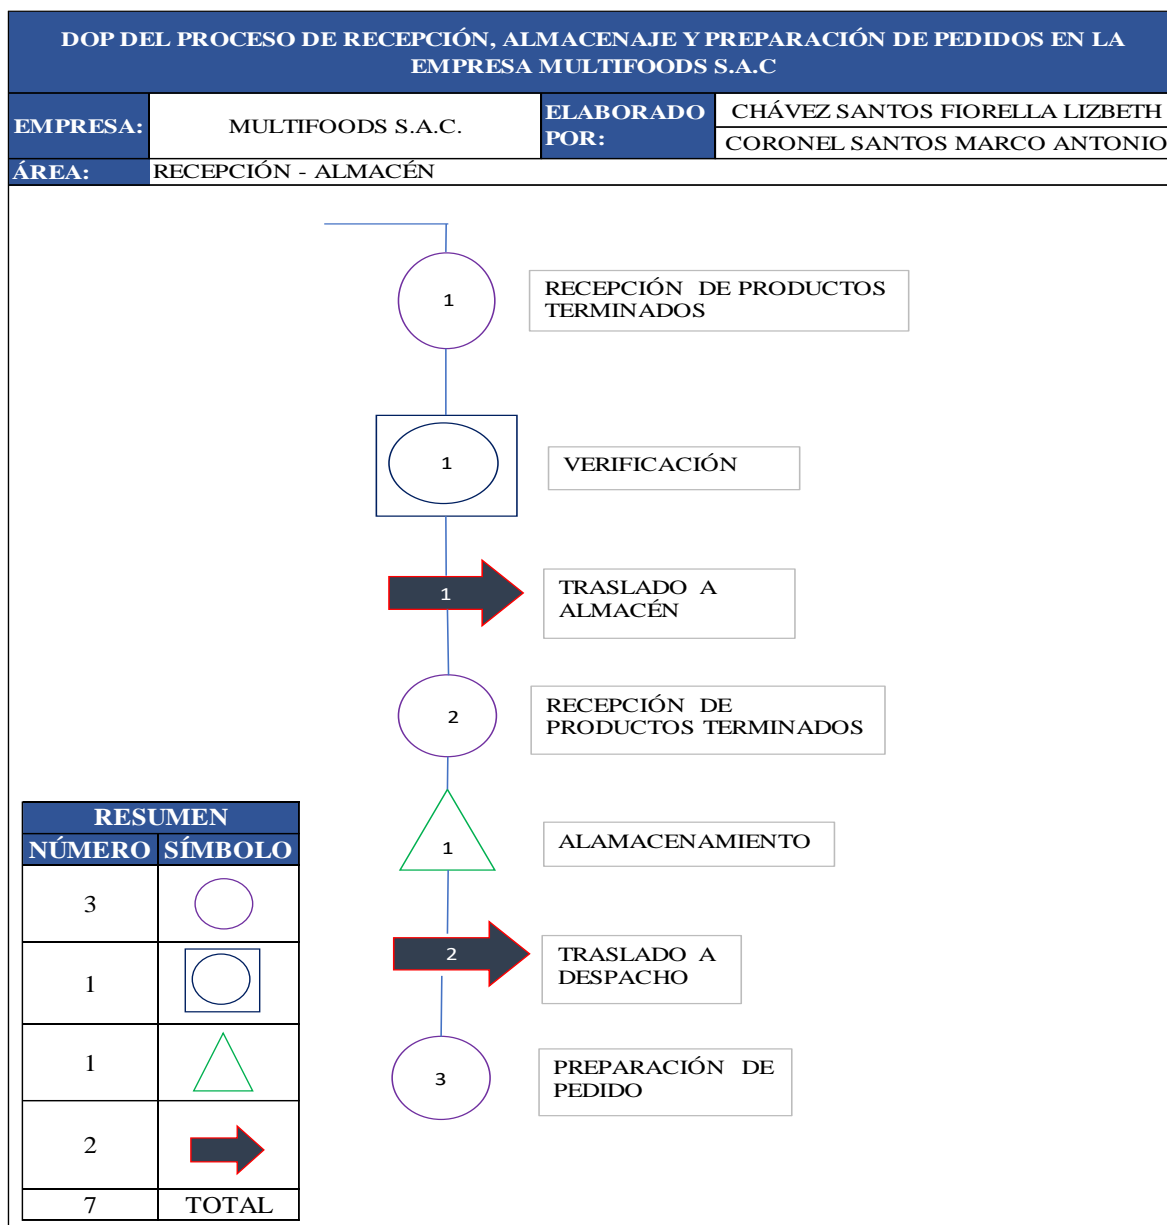 DOP DEL PROCESO DE RECEPCIÓN, ALMACENAJE Y PREPARACIÓN DE PEDIDOS EN LA
EMPRESA MULTIFOODS S.A.C
EMPRESA:
MULTIFOODS S.A.C.
ELABORADO
POR:
CHÁVEZ SANTOS FIORELLA LIZBETH
CORONEL SANTOS MARCO ANTONIO
ÁREA:
RECEPCIÓN - ALMACÉN
1
RECEPCIÓN DE PRODUCTOS
TERMINADOS
1
VERIFICACIÓN
1
TRASLADO A
ALMACÉN
2
RECEPCIÓN DE
PRODUCTOS TERMINADOS
1
ALAMACENAMIENTO
2
TRASLADO A
DESPACHO
3
PREPARACIÓN DE
PEDIDO
RESUMEN
NÚMERO SÍMBOLO
3
1
1
2
7 TOTAL